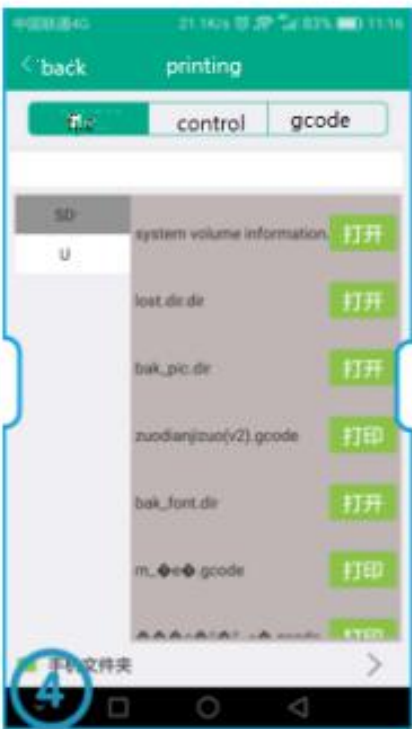 中国联通4G 21.1K/s 83% 11:16
back printing
control gcode
SD
U
system volume information. 打开
lost.dir.dir 打开
bak_pic.dir 打开
zuodianjizuo(v2).gcode 打印
bak_font.dir 打开
m_�e�.gcode 打印
打印
手机文件夹
4